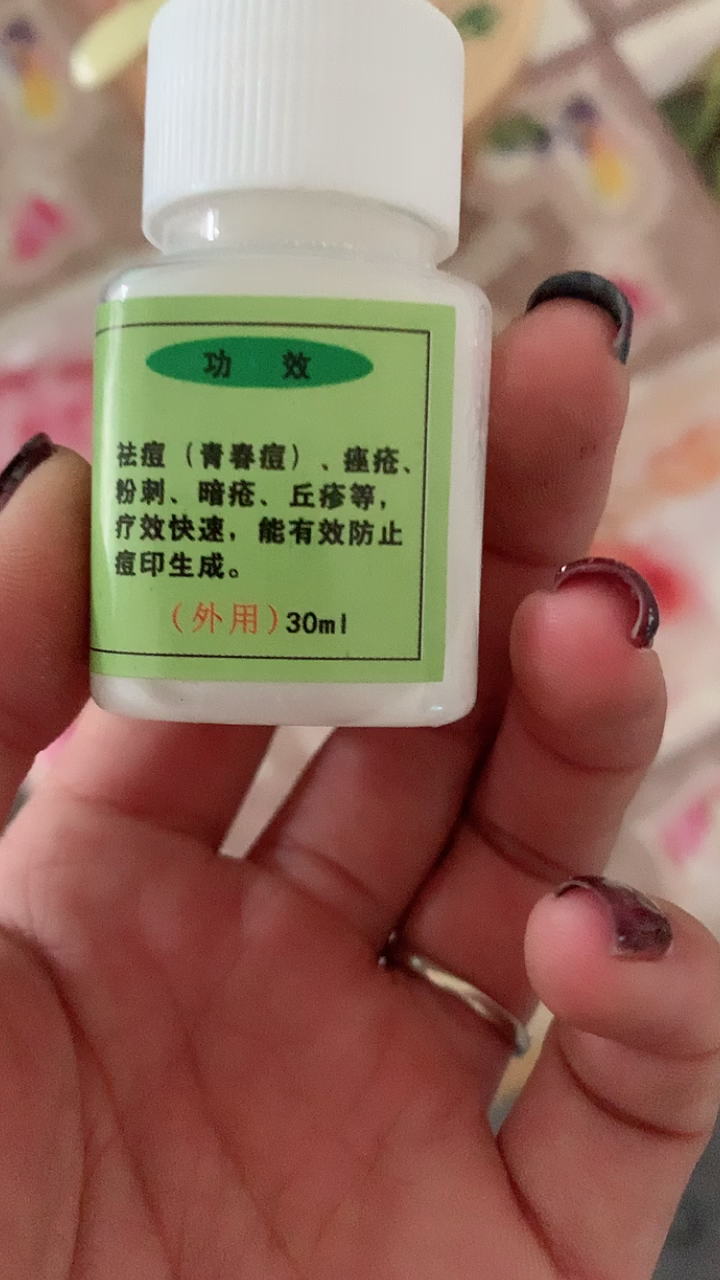 功 效
祛痘（青春痘）、痤疮、
粉刺、暗疮、丘疹等，
疗效快速，能有效防止
痘印生成。
（外用）30ml